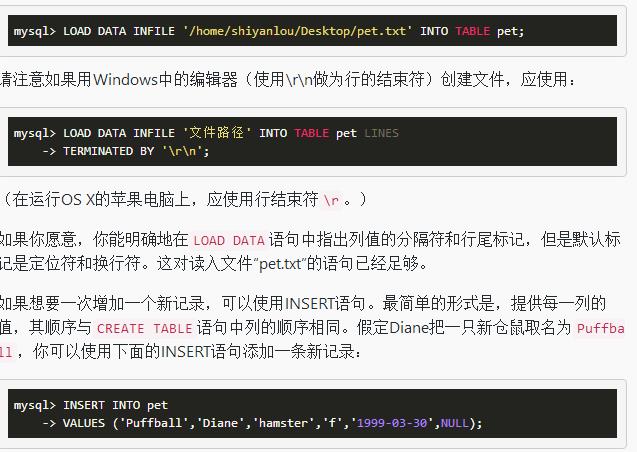 mysql> LOAD DATA INFILE '/home/shiyanlou/Desktop/pet.txt' INTO TABLE pet;
请注意如果用Windows中的编辑器（使用\r\n做为行的结束符）创建文件，应使用：
mysql> LOAD DATA INFILE '文件路径' INTO TABLE pet LINES
-> TERMINATED BY '\r\n';
（在运行OS X的苹果电脑上，应使用行结束符 \r 。）
如果你愿意，你能明确地在 LOAD DATA 语句中指出列值的分隔符和行尾标记，但是默认标
记是定位符和换行符。这对读入文件“pet.txt”的语句已经足够。
如果想要一次增加一个新记录，可以使用INSERT语句。最简单的形式是，提供每一列的
值，其顺序与 CREATE TABLE 语句中列的顺序相同。假定Diane把一只新仓鼠取名为 Puffba
ll ，你可以使用下面的INSERT语句添加一条新记录：
mysql> INSERT INTO pet
-> VALUES ('Puffball','Diane','hamster','f','1999-03-30',NULL);